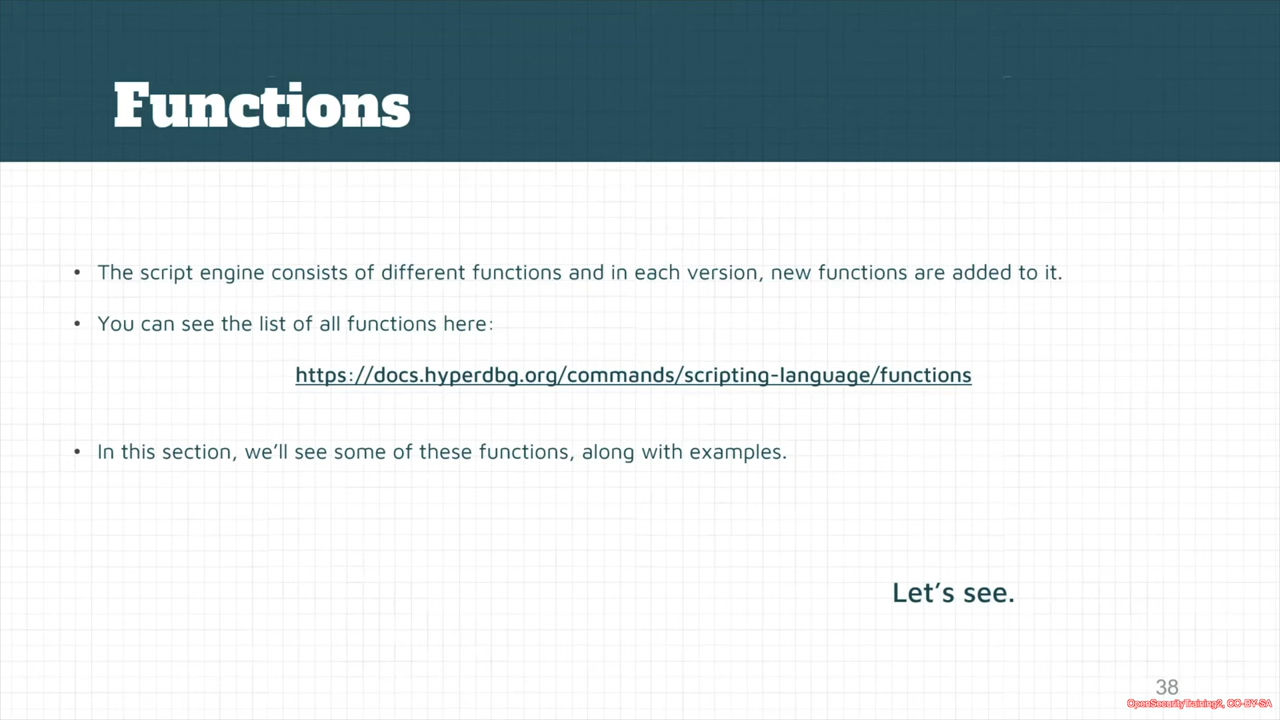 Functions
• The script engine consists of different functions and in each version, new functions are added to it.
• You can see the list of all functions here:
https://docs.hyperdbg.org/commands/scripting-language/functions
• In this section, we’ll see some of these functions, along with examples.
Let’s see.
38
OpenSecurityTraining2, CC-BY-SA